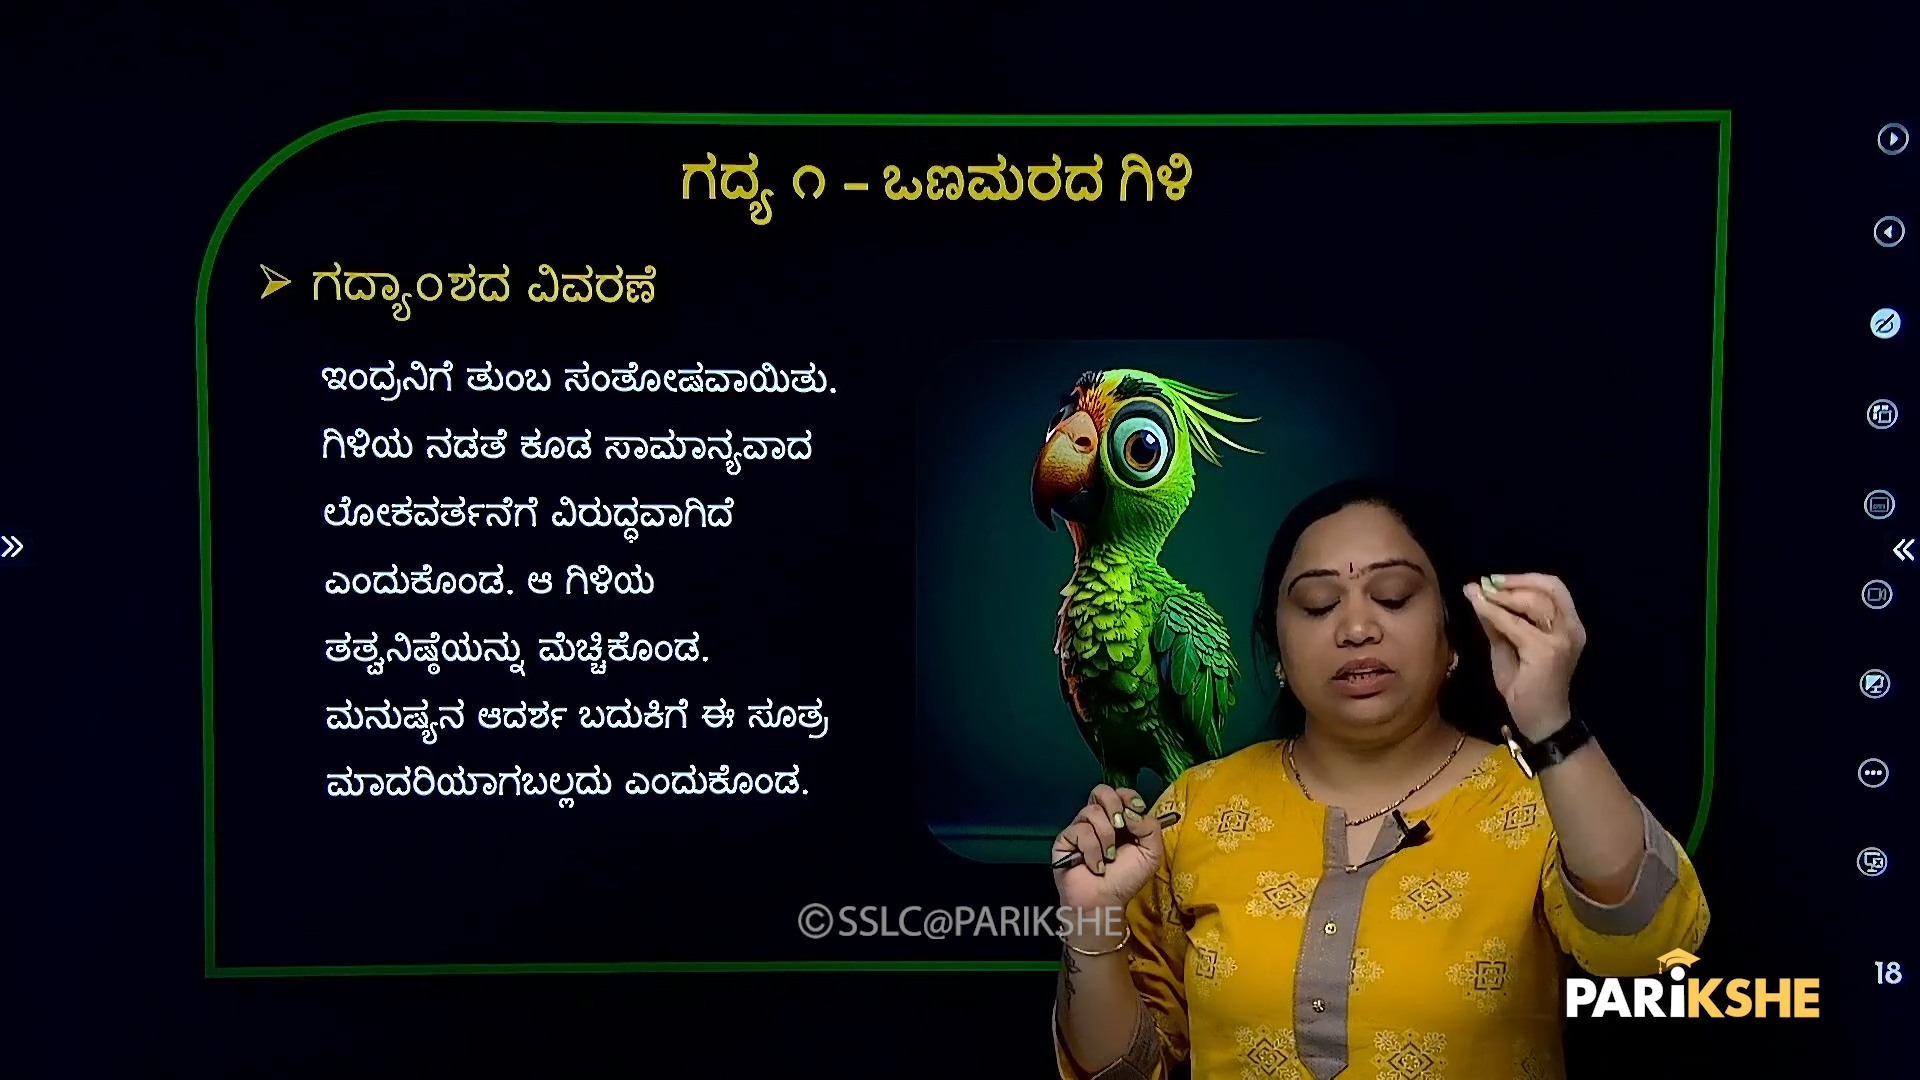 ಗದ್ಯ ೧ – ಒಣಮರದ ಗಿಳಿ
ಗದ್ಯಾಂಶದ ವಿವರಣೆ
ಇಂದ್ರನಿಗೆ ತುಂಬ ಸಂತೋಷವಾಯಿತು.
ಗಿಳಿಯ ನಡತೆ ಕೂಡ ಸಾಮಾನ್ಯವಾದ
ಲೋಕವರ್ತನೆಗೆ ವಿರುದ್ಧವಾಗಿದೆ
ಎಂದುಕೊಂಡ. ಆ ಗಿಳಿಯ
ತತ್ವನಿಷ್ಠೆಯನ್ನು ಮೆಚ್ಚಿಕೊಂಡ.
ಮನುಷ್ಯನ ಆದರ್ಶ ಬದುಕಿಗೆ ಈ ಸೂತ್ರ
ಮಾದರಿಯಾಗಬಲ್ಲದು ಎಂದುಕೊಂಡ.
©SSLC@PARIKSHE
PARiKSHE
18